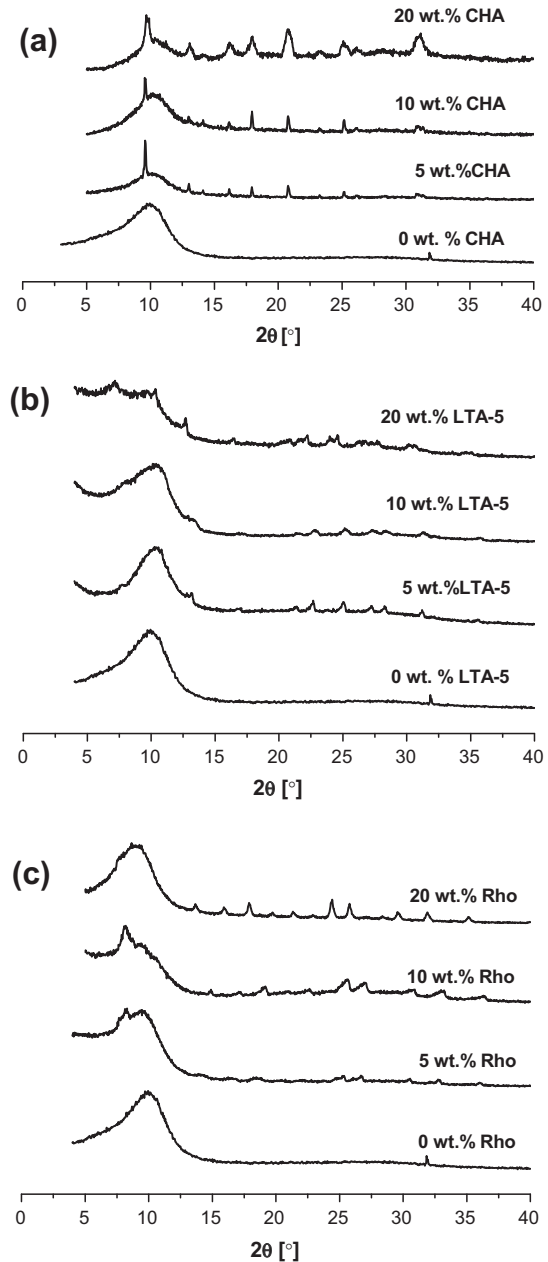 (a)
20 wt.% CHA
10 wt.% CHA
5 wt.%CHA
0 wt. % CHA
0 5 10 15 20 25 30 35 40
2θ [°]
(b)
20 wt.% LTA-5
10 wt.% LTA-5
5 wt.%LTA-5
0 wt. % LTA-5
0 5 10 15 20 25 30 35 40
2θ [°]
(c)
20 wt.% Rho
10 wt.% Rho
5 wt.% Rho
0 wt.% Rho
0 5 10 15 20 25 30 35 40
2θ [°]